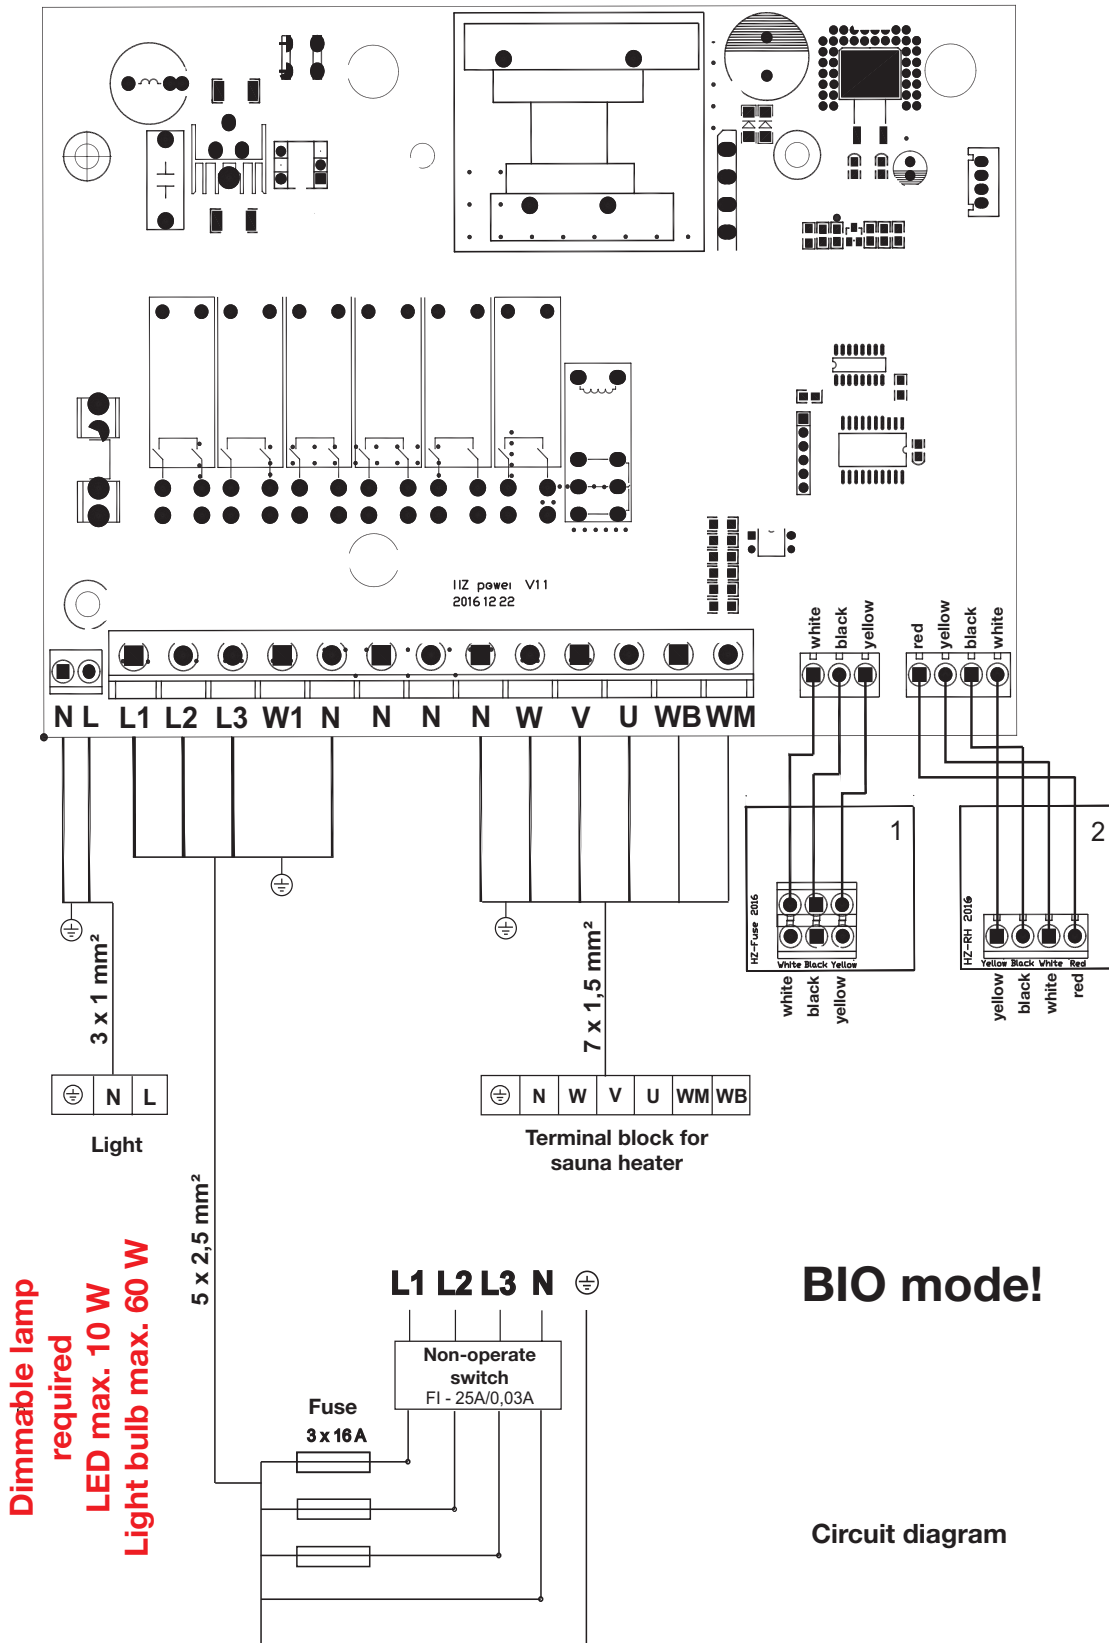 IIZ power V11
2016 12 22
white
black
yellow
red
yellow
black
white
N L L1 L2 L3 W1 N N N N W V U WB WM
1
HZ-Fuse 2016
White Black Yellow
white
black
yellow
2
HZ-RH 2016
Yellow Black White Red
yellow
black
white
red
3 x 1 mm²
7 x 1,5 mm²
N L
Light
N W V U WM WB
Terminal block for
sauna heater
5 x 2,5 mm²
Dimmable lamp
required
LED max. 10 W
Light bulb max. 60 W
L1 L2 L3 N
Non-operate
switch
FI - 25A/0,03A
Fuse
3 x 16 A
BIO mode!
Circuit diagram